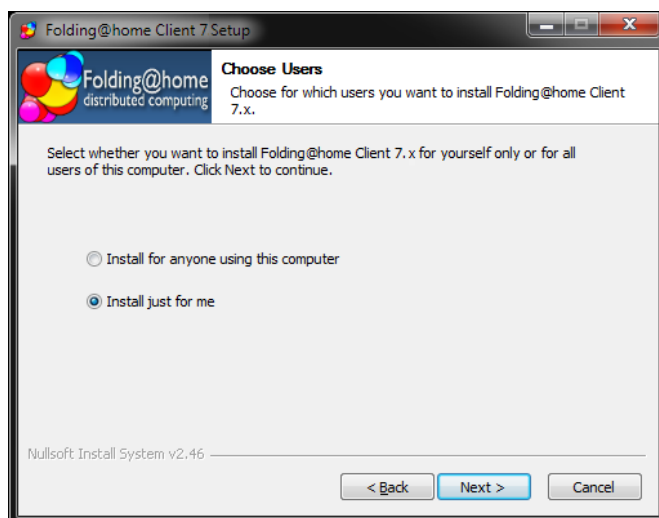 Folding@home Client 7 Setup
Folding@home
distributed computing
Choose Users
Choose for which users you want to install Folding@home Client
7.x.
Select whether you want to install Folding@home Client 7.x for yourself only or for all
users of this computer. Click Next to continue.
Install for anyone using this computer
Install just for me
Nullsoft Install System v2.46
< Back
Next >
Cancel